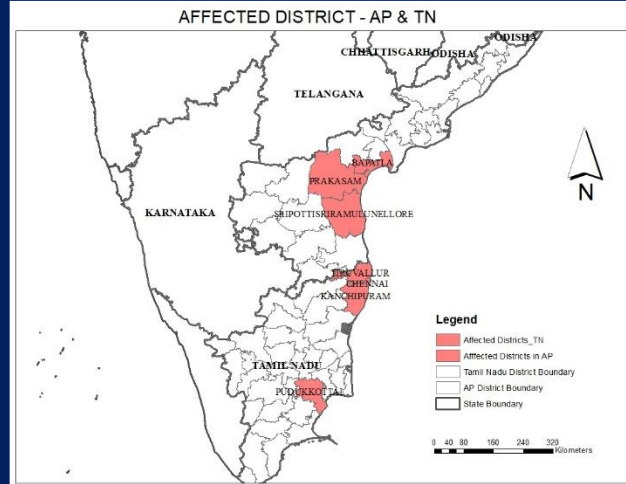 AFFECTED DISTRICT - AP & TN
ODISHA
CHHATTISGARH
ODISHA
TELANGANA
BAPATLA
PRAKASAM
N
KARNATAKA
SRIPOTTISRIRAMULUNELLORE
TIRUVALLUR
CHENNAI
KANCHIPURAM
Legend
Affected Districts_TN
Afffected Districts in AP
Tamil Nadu District Boundary
AP District Boundary
State Boundary
TAMIL NADU
PUDUKKOTTAI
0 40 80 160 240 320
Kilometers